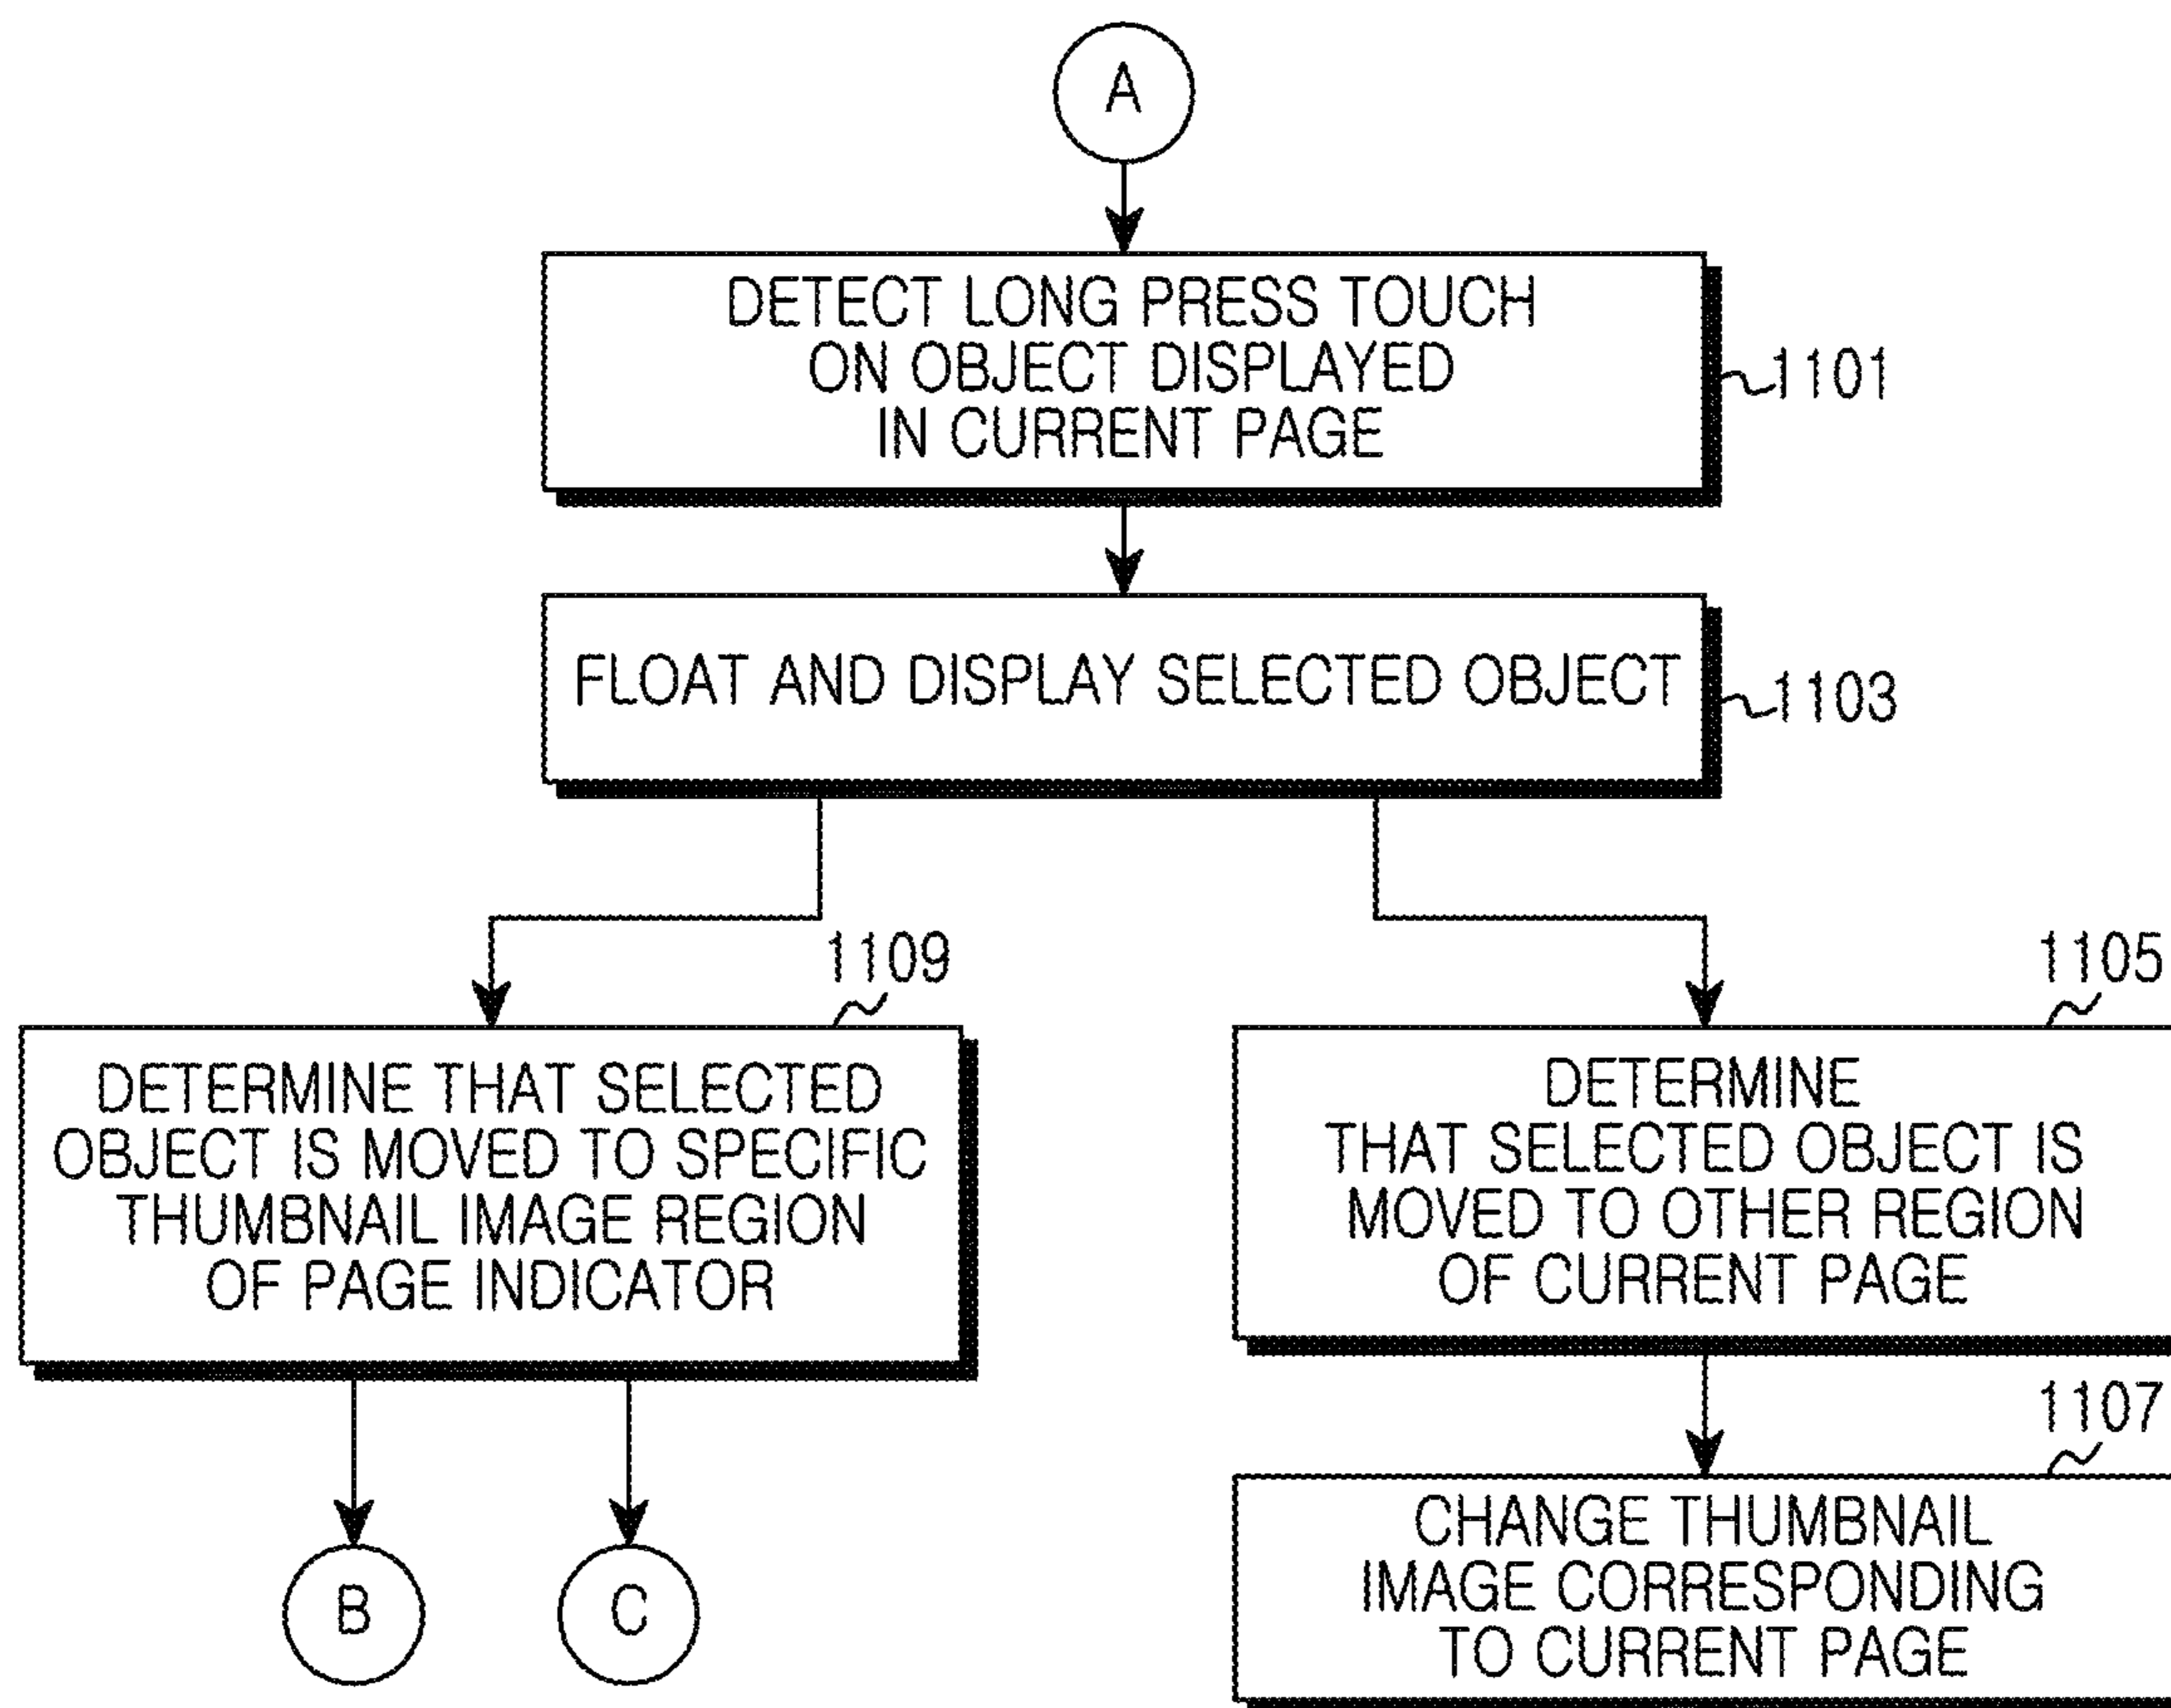 A
DETECT LONG PRESS TOUCH
ON OBJECT DISPLAYED
IN CURRENT PAGE
1101
FLOAT AND DISPLAY SELECTED OBJECT
1103
1109
DETERMINE THAT SELECTED
OBJECT IS MOVED TO SPECIFIC
THUMBNAIL IMAGE REGION
OF PAGE INDICATOR
1105
DETERMINE
THAT SELECTED OBJECT IS
MOVED TO OTHER REGION
OF CURRENT PAGE
1107
CHANGE THUMBNAIL
IMAGE CORRESPONDING
TO CURRENT PAGE
B
C